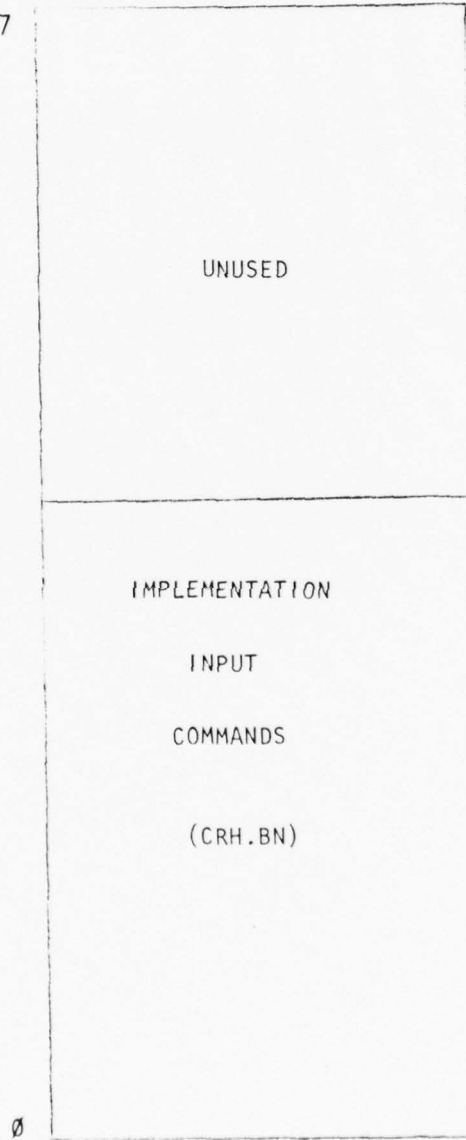 7
UNUSED
IMPLEMENTATION
INPUT
COMMANDS
(CRH.BN)
Ø